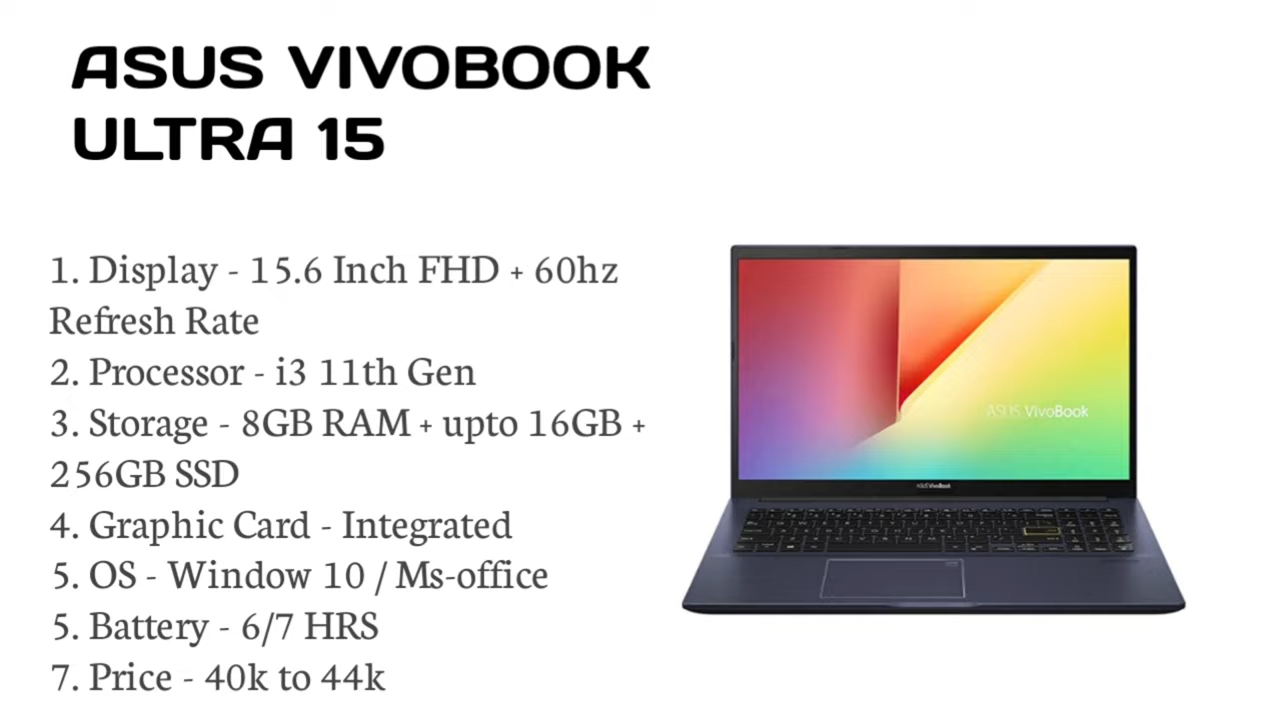 ASUS VIVOBOOK
ULTRA 15
1. Display - 15.6 Inch FHD + 60hz
Refresh Rate
2. Processor - i3 11th Gen
3. Storage - 8GB RAM + upto 16GB +
256GB SSD
4. Graphic Card - Integrated
5. OS - Window 10 / Ms-office
5. Battery - 6/7 HRS
7. Price - 40k to 44k
ASUS VivoBook
ASUS VivoBook